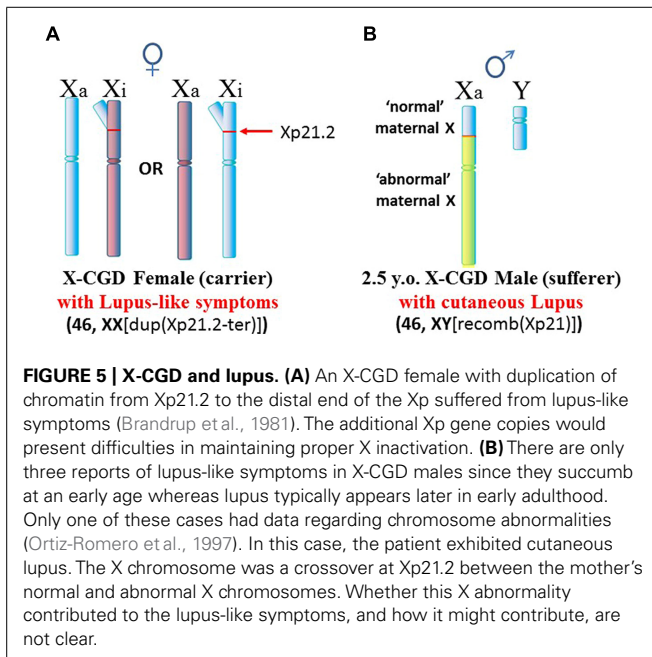 A
♀
Xa Xi Xa Xi
Xp21.2
OR
X-CGD Female (carrier)
with Lupus-like symptoms
(46, XX[dup(Xp21.2-ter)])
B
♂
Xa Y
'normal'
maternal X
'abnormal'
maternal X
2.5 y.o. X-CGD Male (sufferer)
with cutaneous Lupus
(46, XY[recomb(Xp21)])
FIGURE 5 | X-CGD and lupus. (A) An X-CGD female with duplication of
chromatin from Xp21.2 to the distal end of the Xp suffered from lupus-like
symptoms (Brandrup et al., 1981). The additional Xp gene copies would
present difficulties in maintaining proper X inactivation. (B) There are only
three reports of lupus-like symptoms in X-CGD males since they succumb
at an early age whereas lupus typically appears later in early adulthood.
Only one of these cases had data regarding chromosome abnormalities
(Ortiz-Romero et al., 1997). In this case, the patient exhibited cutaneous
lupus. The X chromosome was a crossover at Xp21.2 between the mother's
normal and abnormal X chromosomes. Whether this X abnormality
contributed to the lupus-like symptoms, and how it might contribute, are
not clear.